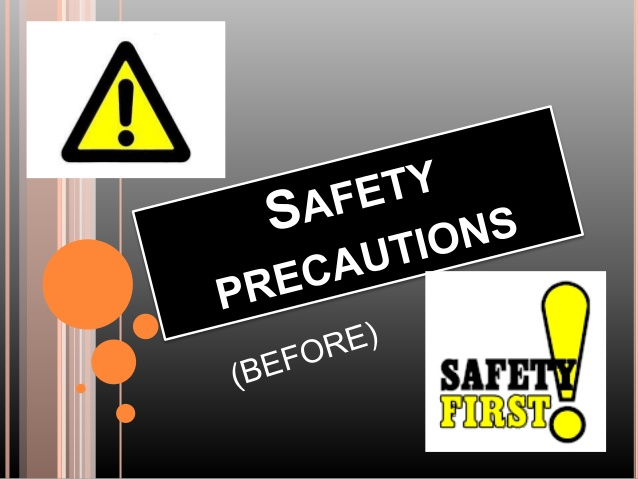 SAFETY
PRECAUTIONS
(BEFORE)
SAFETY
FIRST!